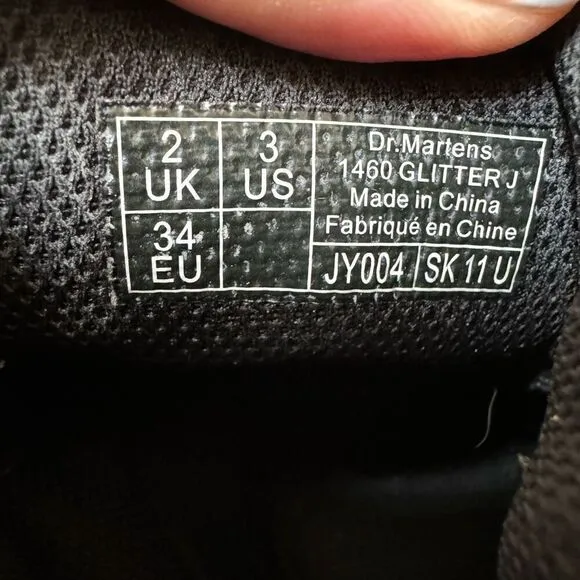 2
UK
3
US
34
EU
Dr.Martens
1460 GLITTER J
Made in China
Fabriqué en Chine
JY004
SK 11 U